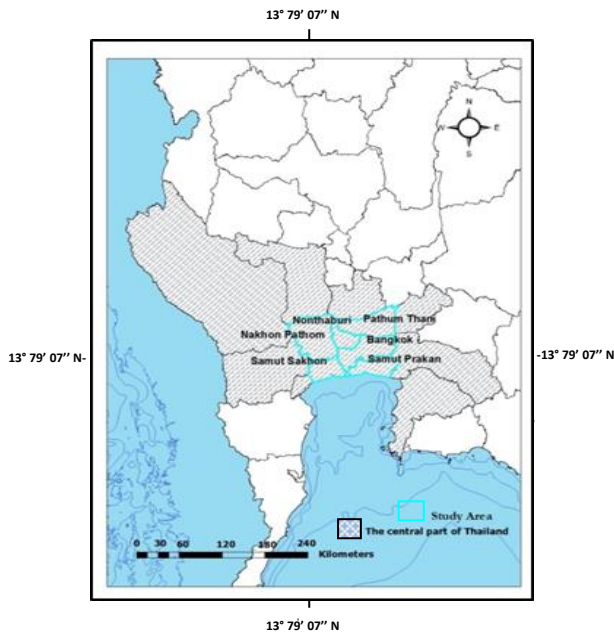 13° 79′ 07″ N
N
W E
S
Nonthaburi Pathum Thani
Nakhon Pathom Bangkok
13° 79′ 07″ N- -13° 79′ 07″ N
Samut Sakhon Samut Prakan
Study Area
The central part of Thailand
0 15 30 60 120 180 240
Kilometers
13° 79′ 07″ N